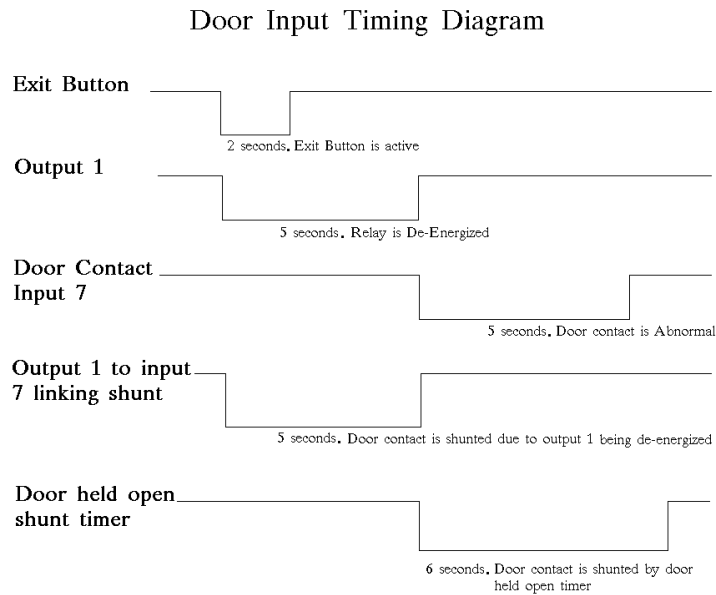 Door Input Timing Diagram
Exit Button
2 seconds. Exit Button is active
Output 1
5 seconds. Relay is De-Energized
Door Contact
Input 7
5 seconds. Door contact is Abnormal
Output 1 to input
7 linking shunt
5 seconds. Door contact is shunted due to output 1 being de-energized
Door held open
shunt timer
6 seconds. Door contact is shunted by door
held open timer